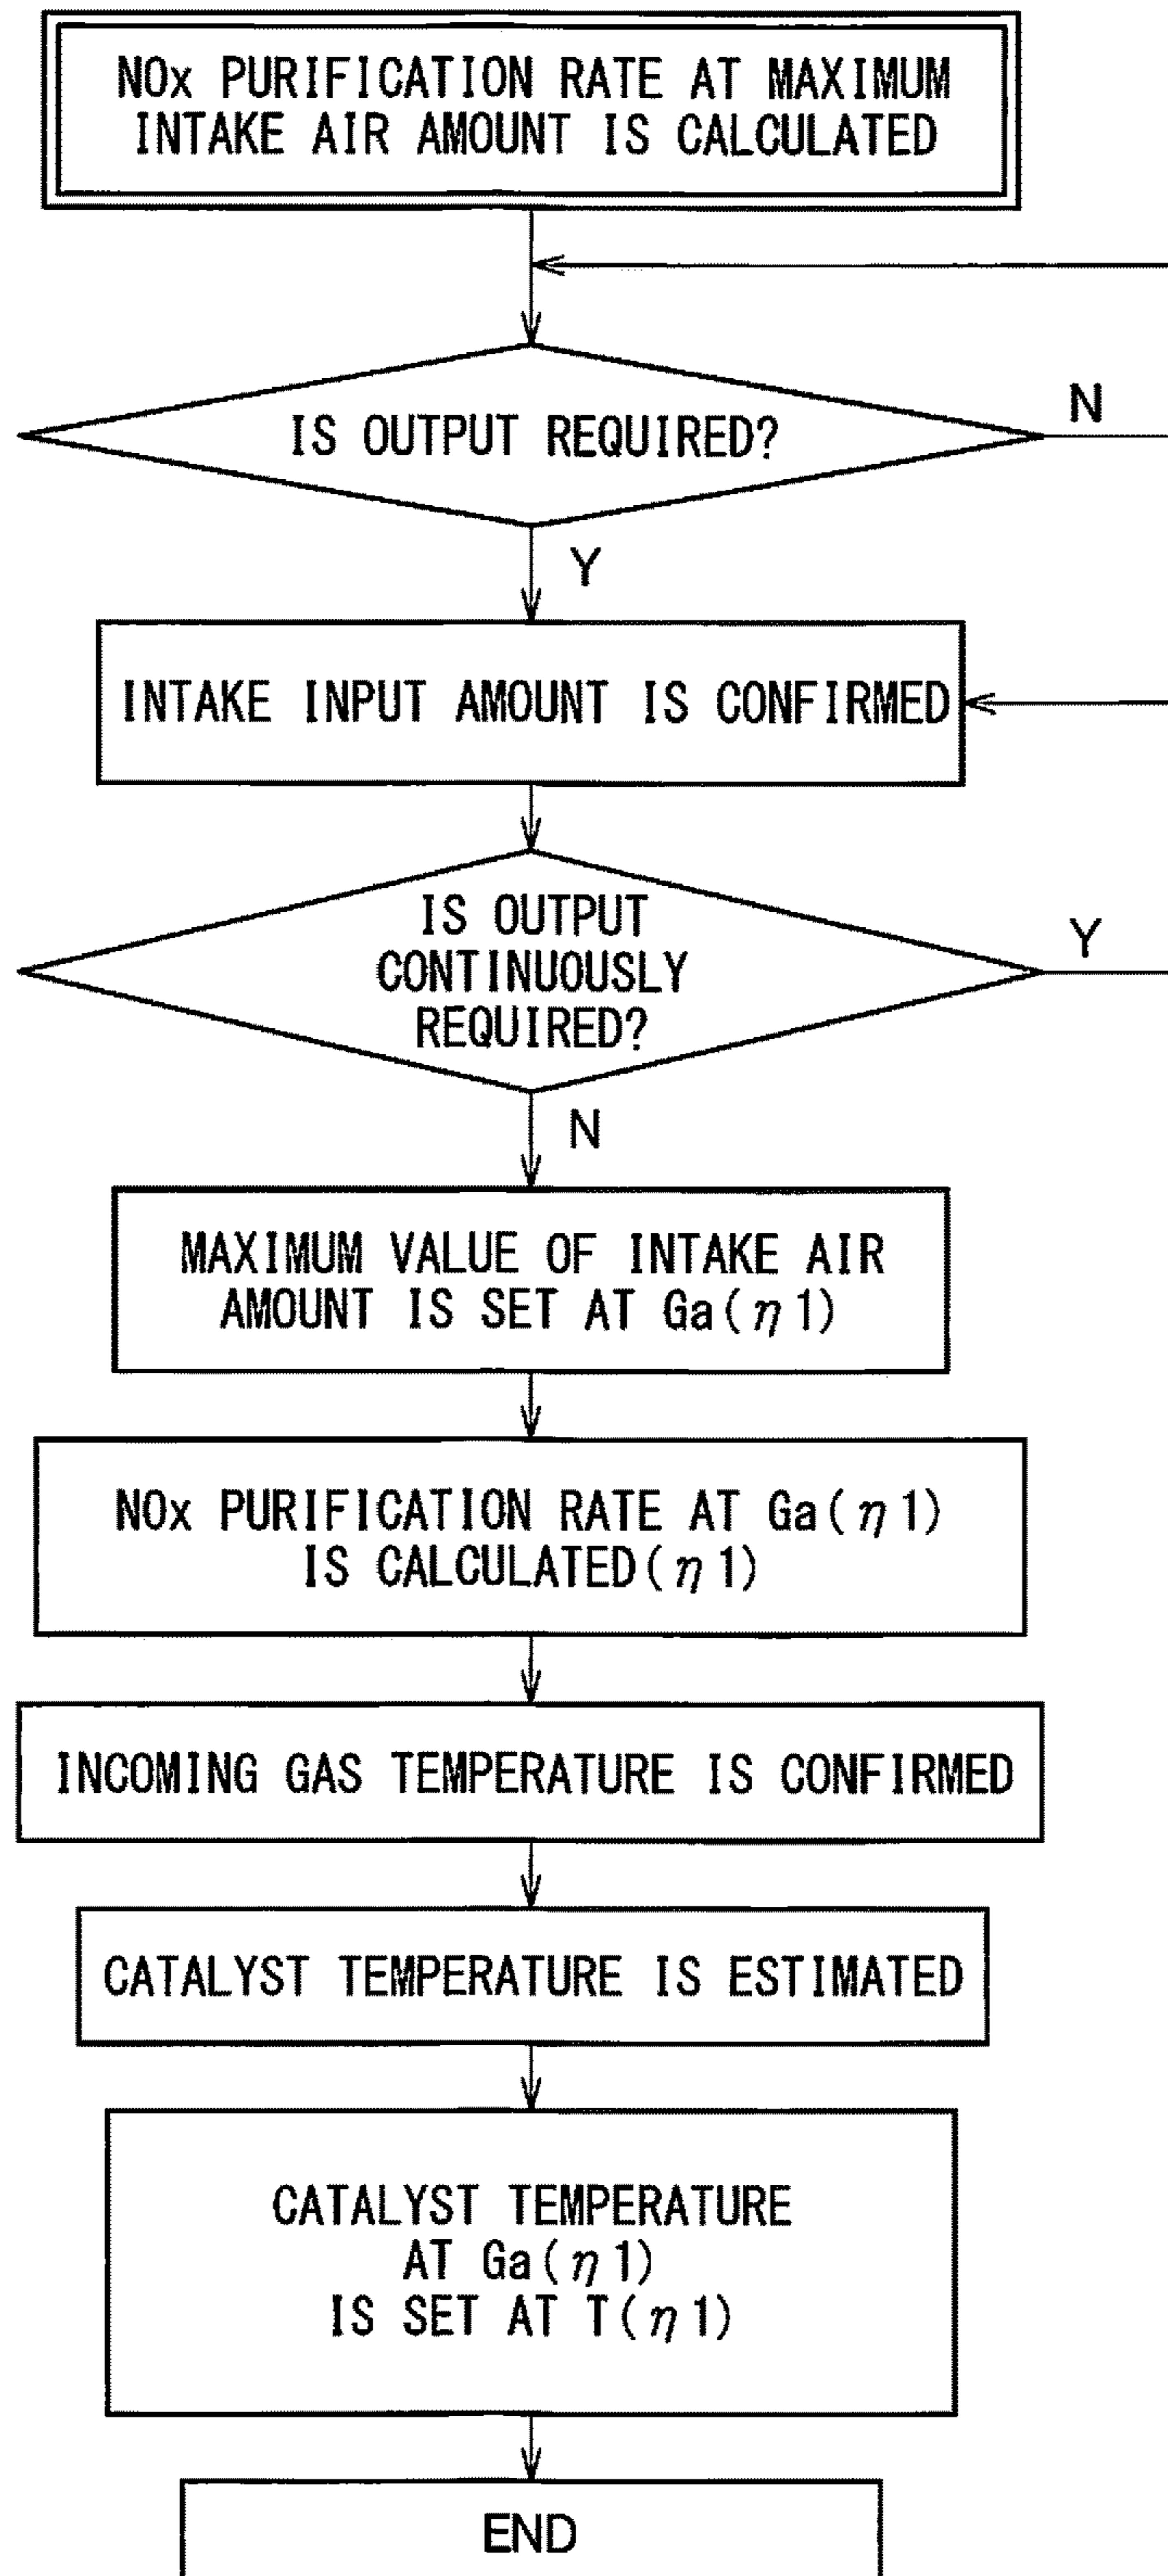 NOx PURIFICATION RATE AT MAXIMUM
INTAKE AIR AMOUNT IS CALCULATED
IS OUTPUT REQUIRED?
N
Y
INTAKE INPUT AMOUNT IS CONFIRMED
IS OUTPUT
CONTINUOUSLY
REQUIRED?
Y
N
MAXIMUM VALUE OF INTAKE AIR
AMOUNT IS SET AT Ga(η1)
NOx PURIFICATION RATE AT Ga(η1)
IS CALCULATED(η1)
INCOMING GAS TEMPERATURE IS CONFIRMED
CATALYST TEMPERATURE IS ESTIMATED
CATALYST TEMPERATURE
AT Ga(η1)
IS SET AT T(η1)
END